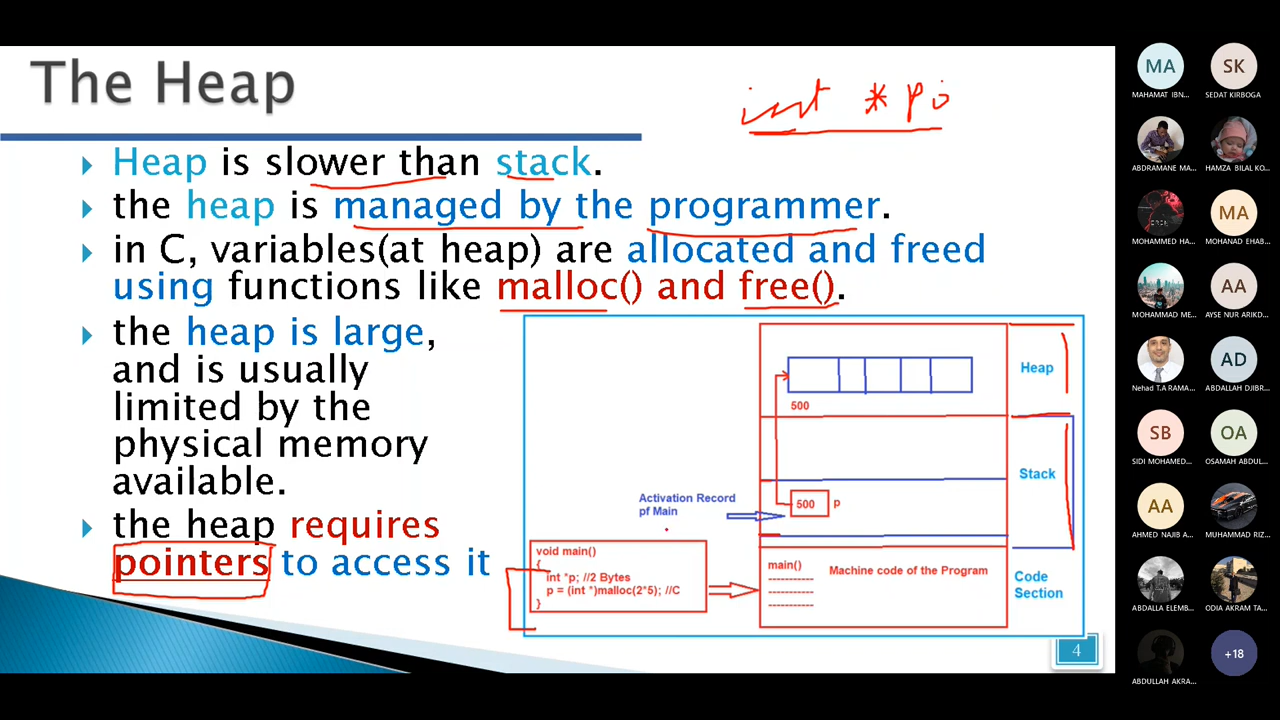 The Heap
int *p;
Heap is slower than stack.
the heap is managed by the programmer.
in C, variables(at heap) are allocated and freed
using functions like malloc() and free().
the heap is large,
and is usually
limited by the
physical memory
available.
the heap requires
pointers to access it
Heap
500
Stack
Activation Record
pf Main
500
p
void main()
{
int *p; //2 Bytes
p = (int *)malloc(2*5); //C
}
main()
-----------
-----------
-----------
Machine code of the Program
Code
Section
4
MA
MAHAMAT IBN...
SK
SEDAT KIRBOGA
ABDRAMANE MA...
HAMZA BILAL KO...
MOHAMMED HA...
MA
MOHANAD EHAB...
MOHAMMAD ME...
AA
AYSE NUR ARIKD...
Nehad T.A RAMA...
AD
ABDALLAH DJIBR...
SB
SIDI MOHAMED...
OA
OSAMAH ABDUL...
AA
AHMED NAJIB A...
MUHAMMAD RIZ...
ABDALLA ELEMB...
ODIA AKRAM TA...
ABDULLAH AKRA...
+18